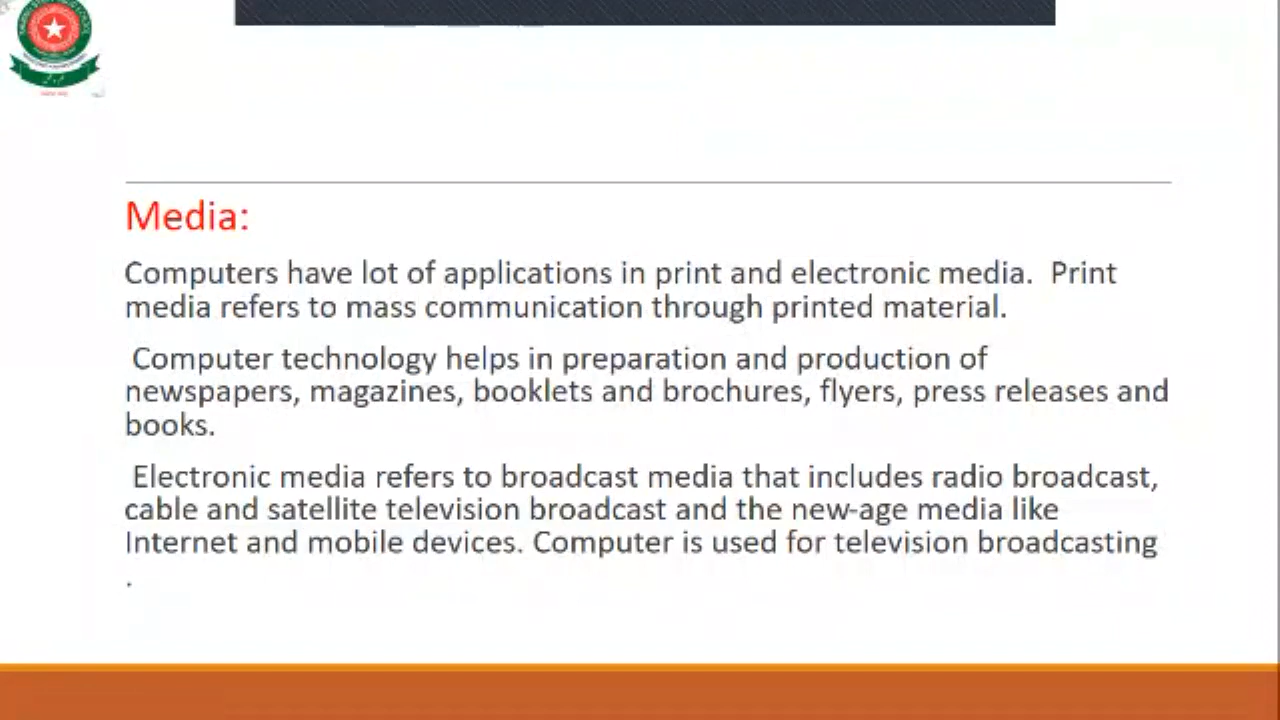 Media:
Computers have lot of applications in print and electronic media.  Print
media refers to mass communication through printed material.
Computer technology helps in preparation and production of
newspapers, magazines, booklets and brochures, flyers, press releases and
books.
Electronic media refers to broadcast media that includes radio broadcast,
cable and satellite television broadcast and the new-age media like
Internet and mobile devices. Computer is used for television broadcasting
.